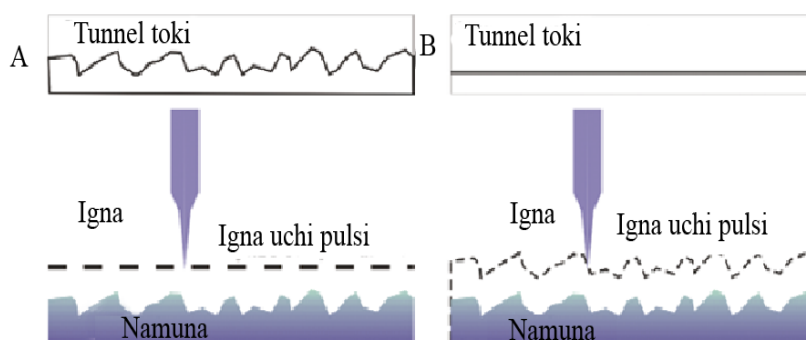 A
Tunnel toki
Igna
Igna uchi pulsi
Namuna
B
Tunnel toki
Igna
Igna uchi pulsi
Namuna